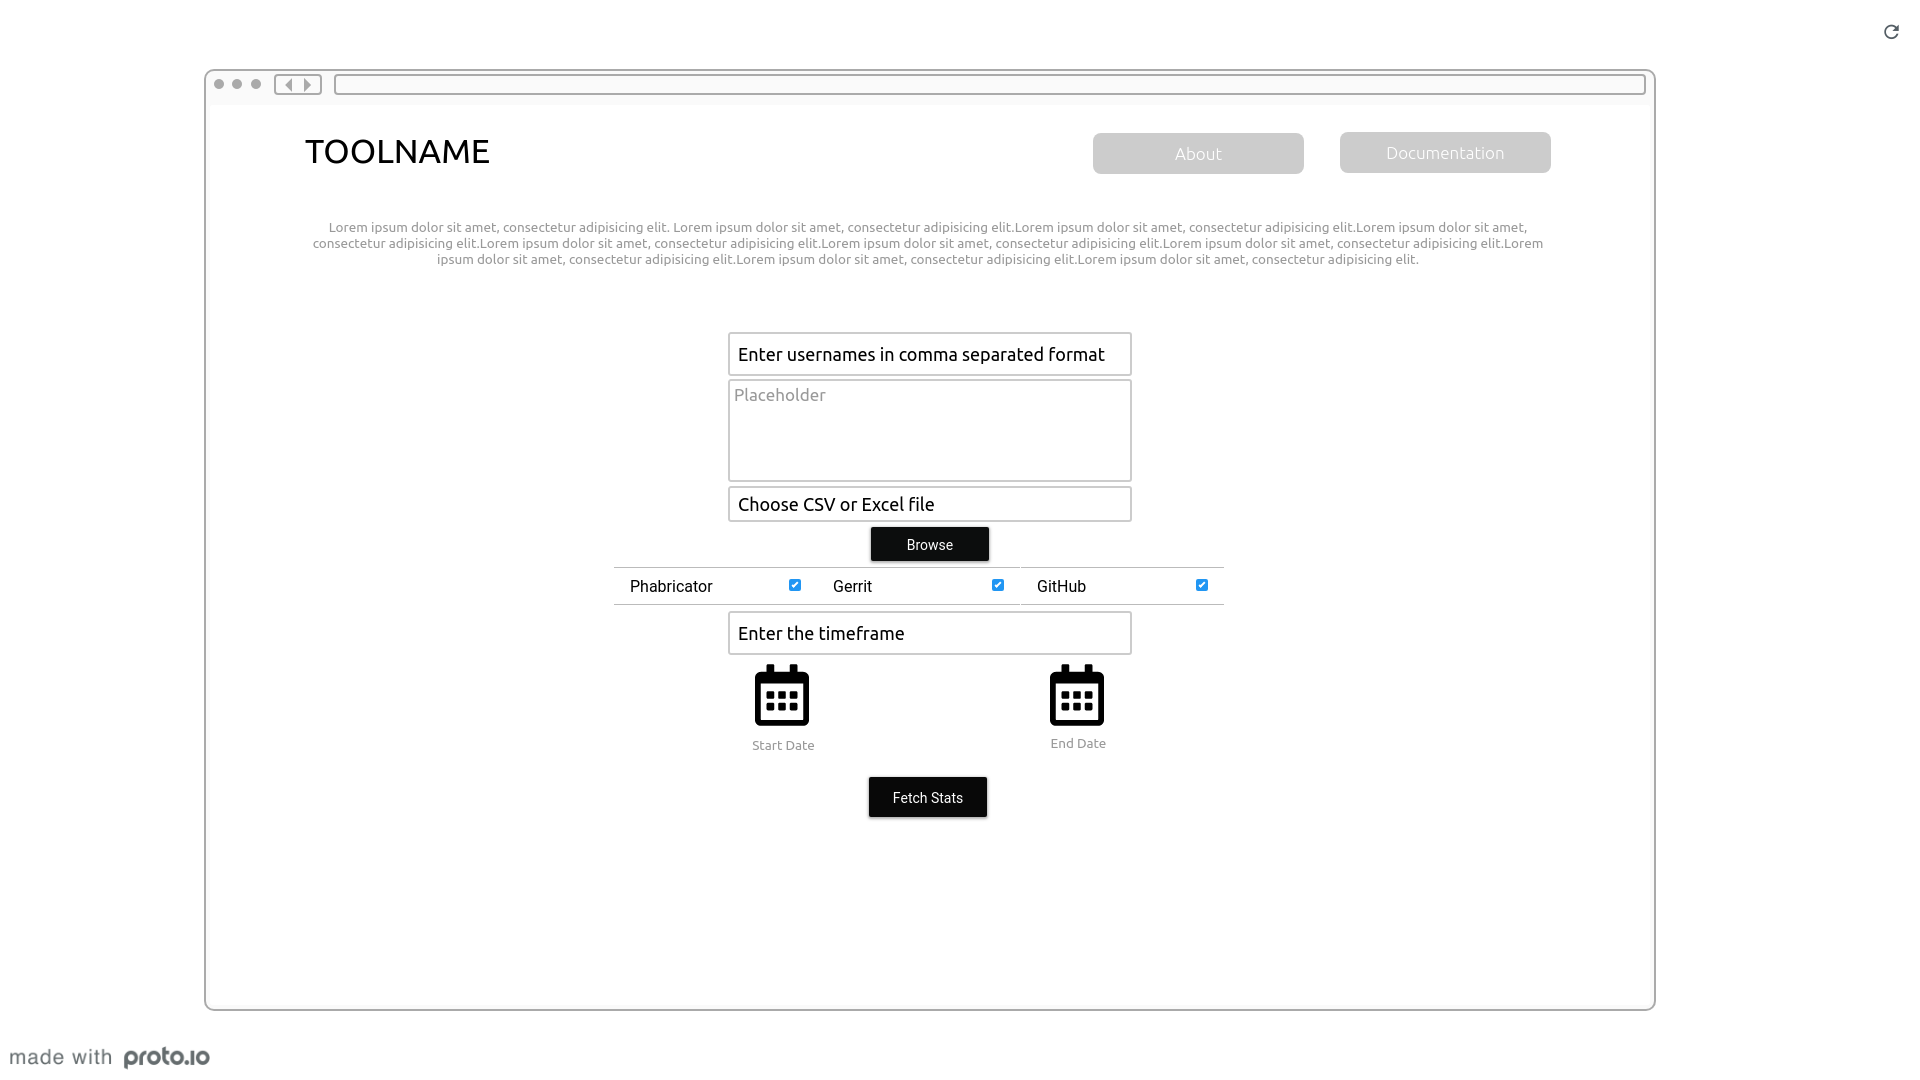 TOOLNAME
About
Documentation
Lorem ipsum dolor sit amet, consectetur adipisicing elit. Lorem ipsum dolor sit amet, consectetur adipisicing elit.Lorem ipsum dolor sit amet, consectetur adipisicing elit.Lorem ipsum dolor sit amet,
consectetur adipisicing elit.Lorem ipsum dolor sit amet, consectetur adipisicing elit.Lorem ipsum dolor sit amet, consectetur adipisicing elit.Lorem ipsum dolor sit amet, consectetur adipisicing elit.Lorem
ipsum dolor sit amet, consectetur adipisicing elit.Lorem ipsum dolor sit amet, consectetur adipisicing elit.Lorem ipsum dolor sit amet, consectetur adipisicing elit.
Enter usernames in comma separated format
Placeholder
Choose CSV or Excel file
Browse
Phabricator
Gerrit
GitHub
Enter the timeframe
Start Date
End Date
Fetch Stats
made with proto.io